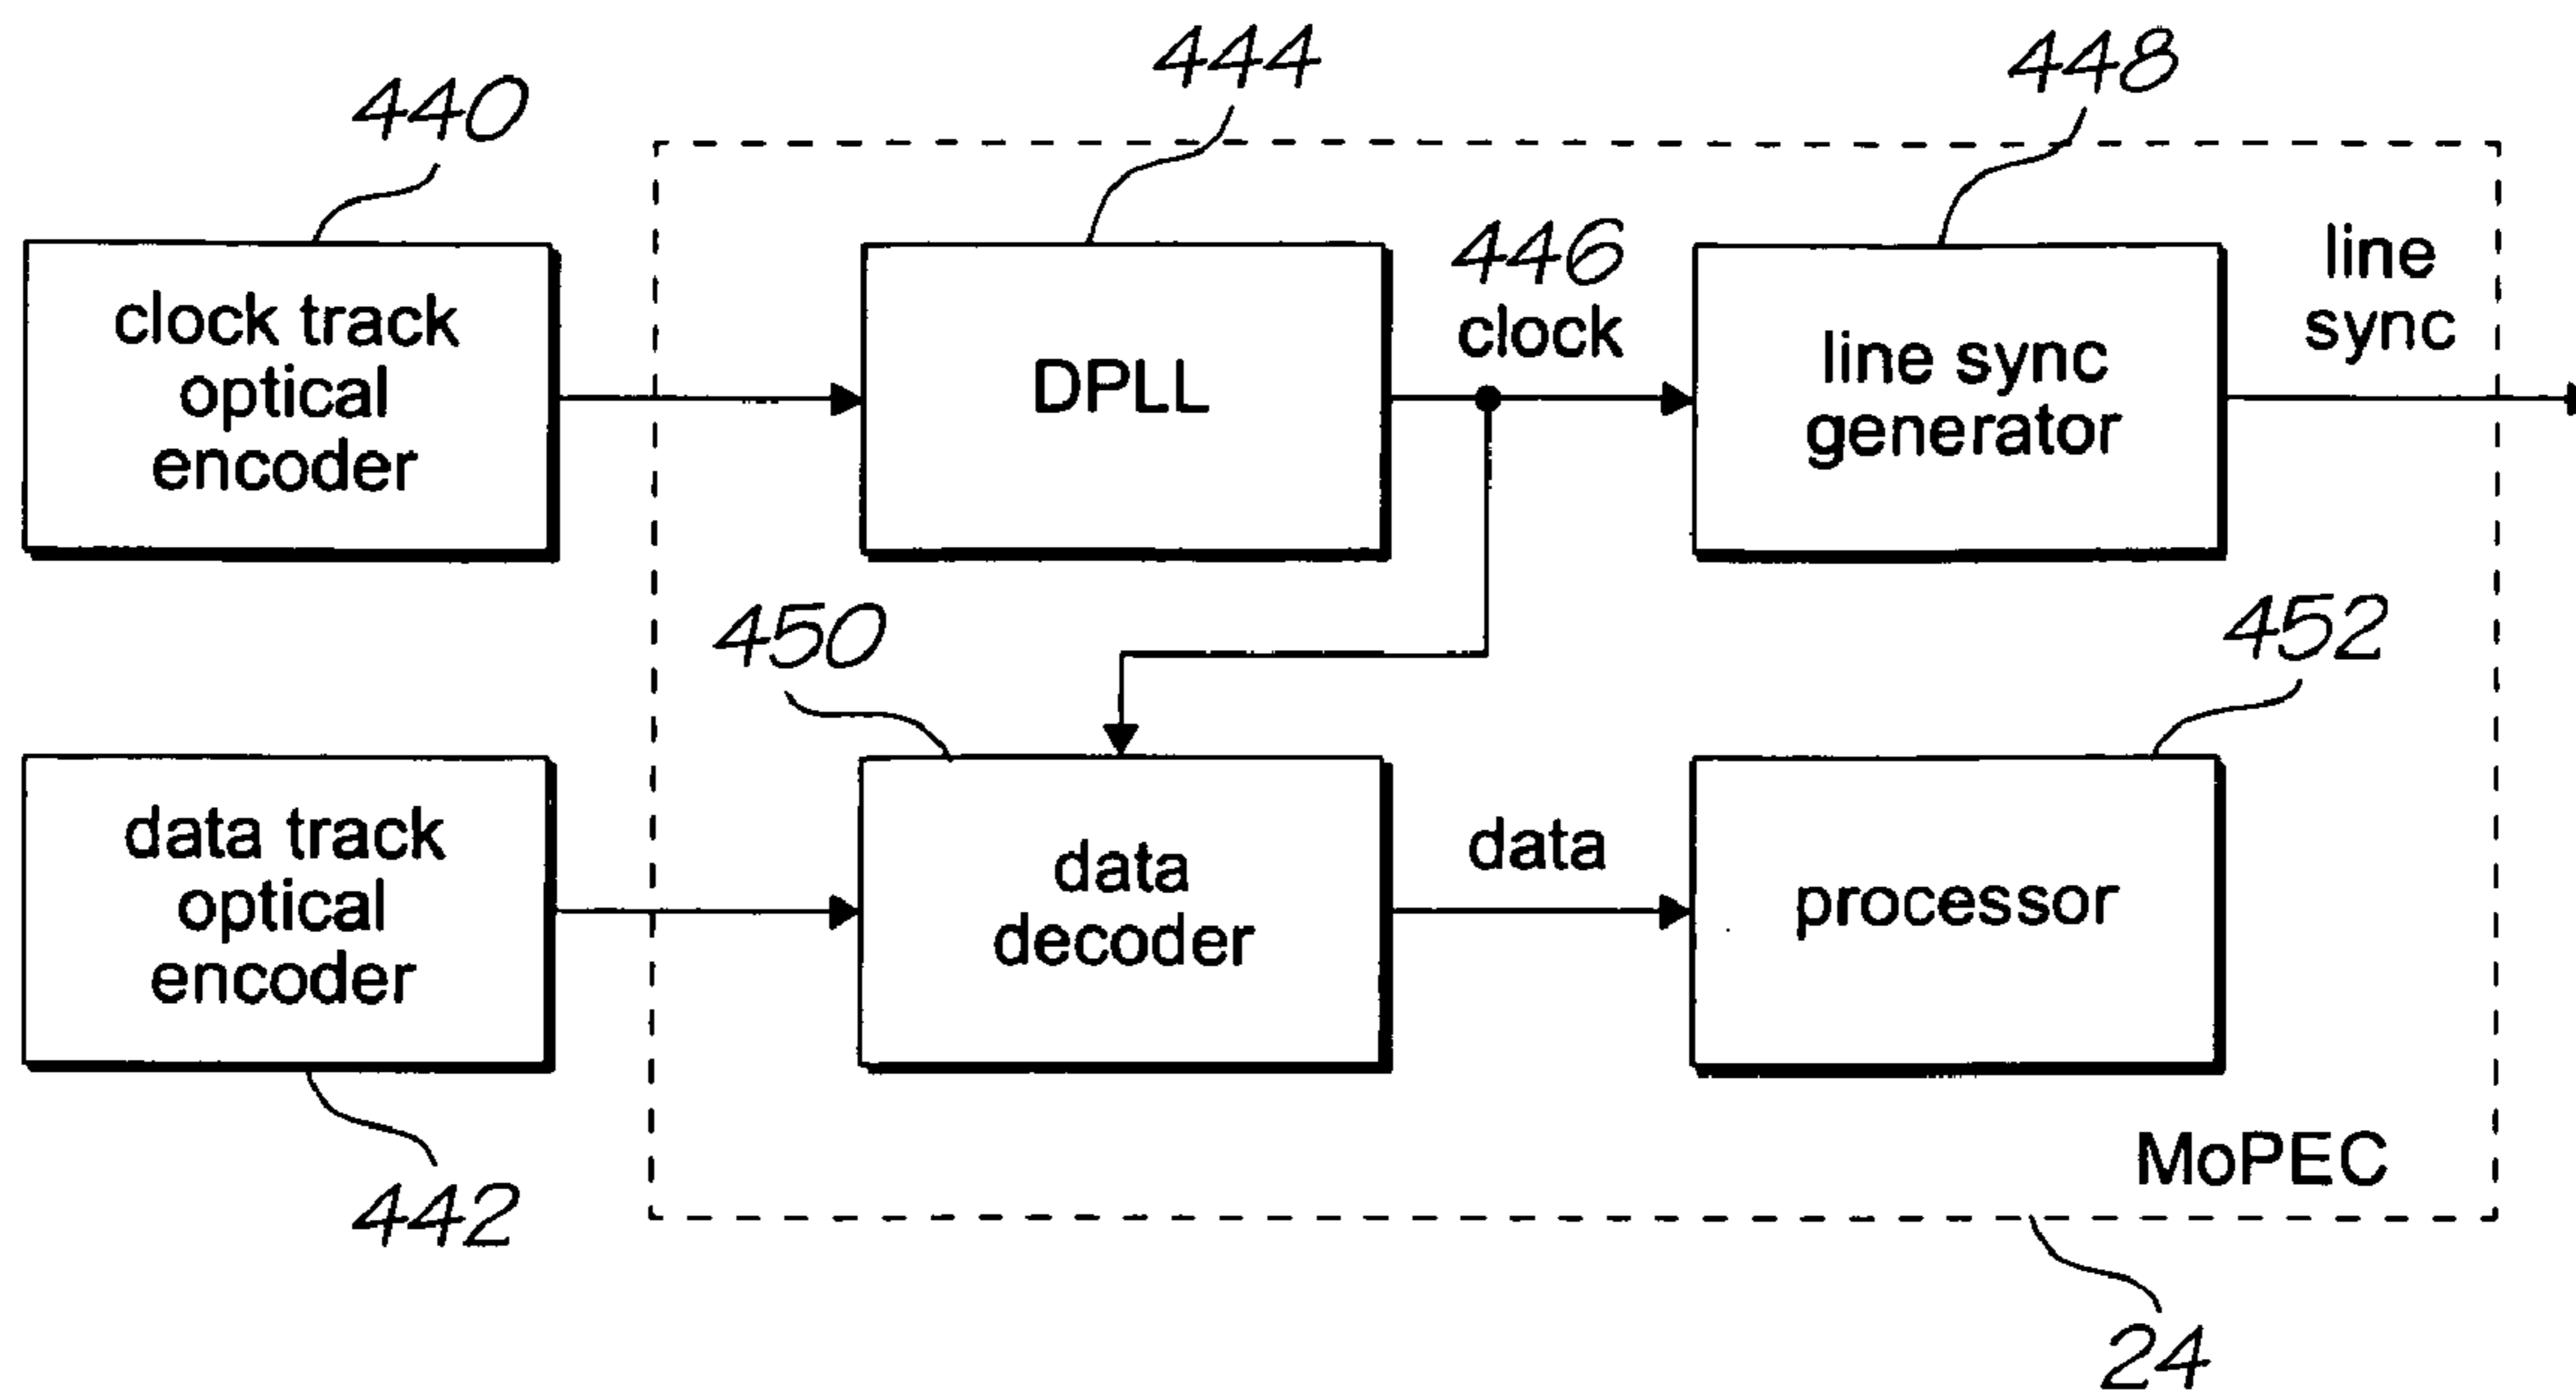 444
448
440
446
clock
line
sync
clock track
optical
encoder
DPLL
line sync
generator
450
452
data track
optical
encoder
data
decoder
data
processor
MoPEC
442
24